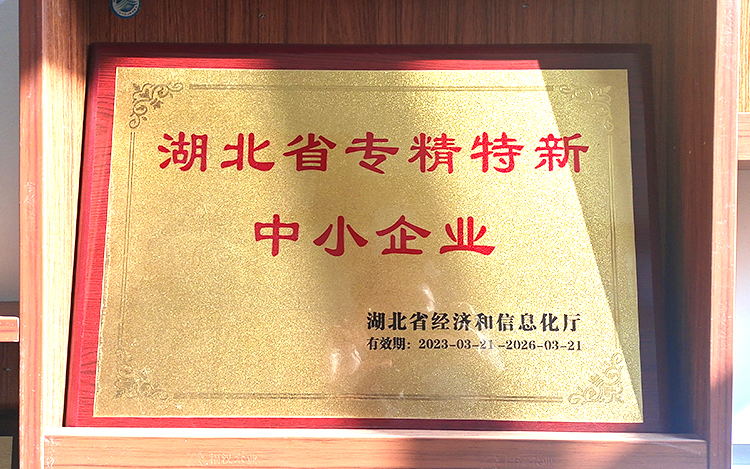 湖北省专精特新
中小企业
湖北省经济和信息化厅
有效期：2023-03-21-2026-03-21